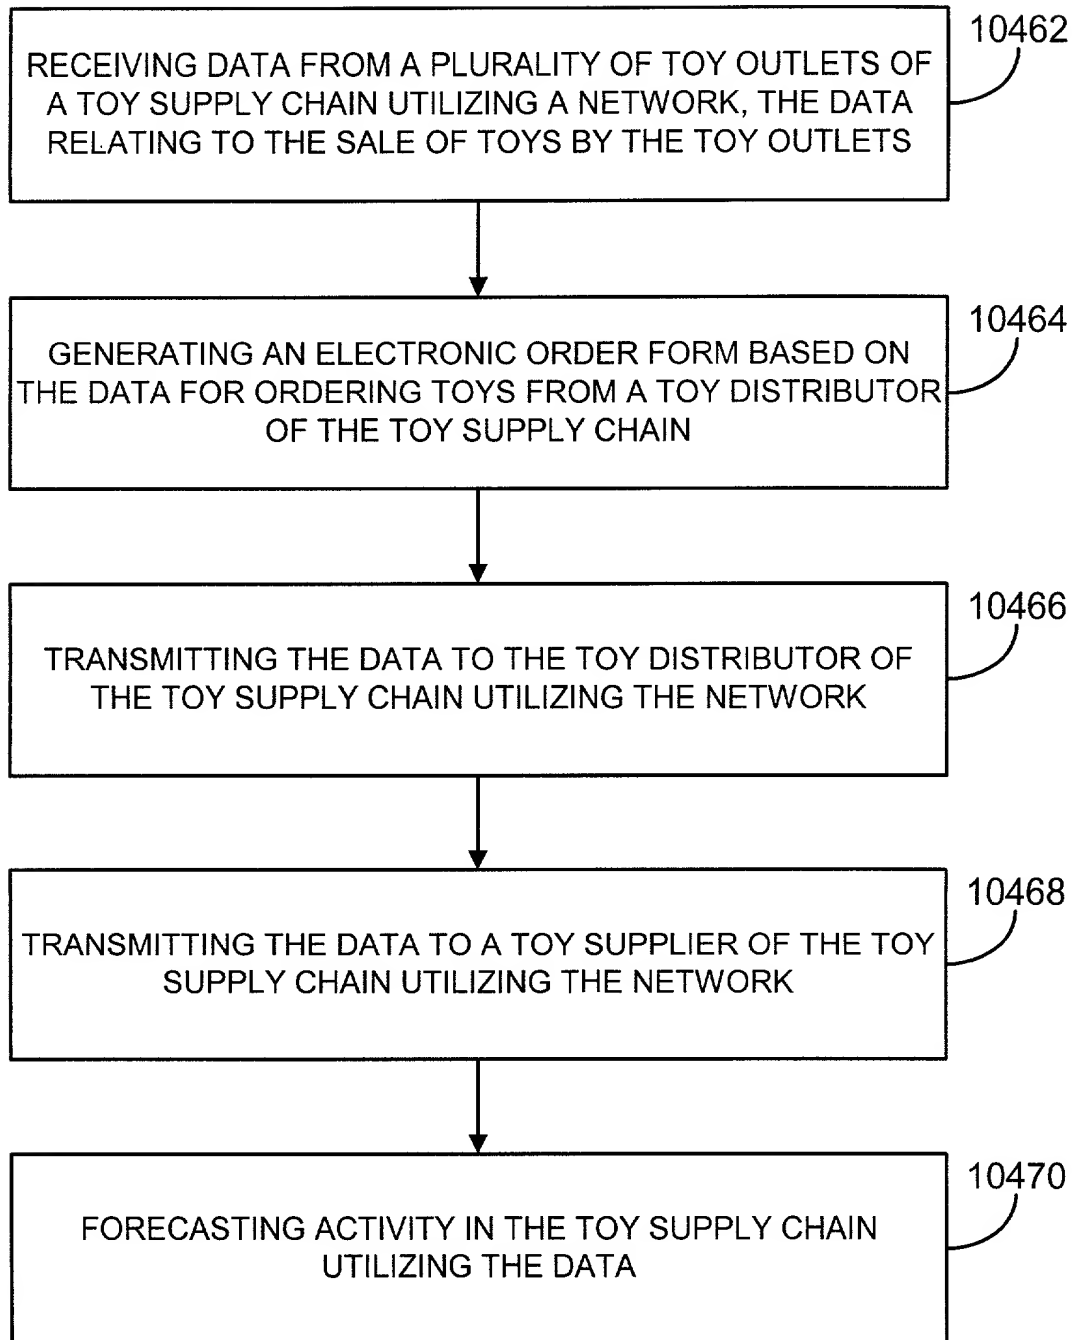 10462
RECEIVING DATA FROM A PLURALITY OF TOY OUTLETS OF
A TOY SUPPLY CHAIN UTILIZING A NETWORK, THE DATA
RELATING TO THE SALE OF TOYS BY THE TOY OUTLETS
10464
GENERATING AN ELECTRONIC ORDER FORM BASED ON
THE DATA FOR ORDERING TOYS FROM A TOY DISTRIBUTOR
OF THE TOY SUPPLY CHAIN
10466
TRANSMITTING THE DATA TO THE TOY DISTRIBUTOR OF
THE TOY SUPPLY CHAIN UTILIZING THE NETWORK
10468
TRANSMITTING THE DATA TO A TOY SUPPLIER OF THE TOY
SUPPLY CHAIN UTILIZING THE NETWORK
10470
FORECASTING ACTIVITY IN THE TOY SUPPLY CHAIN
UTILIZING THE DATA